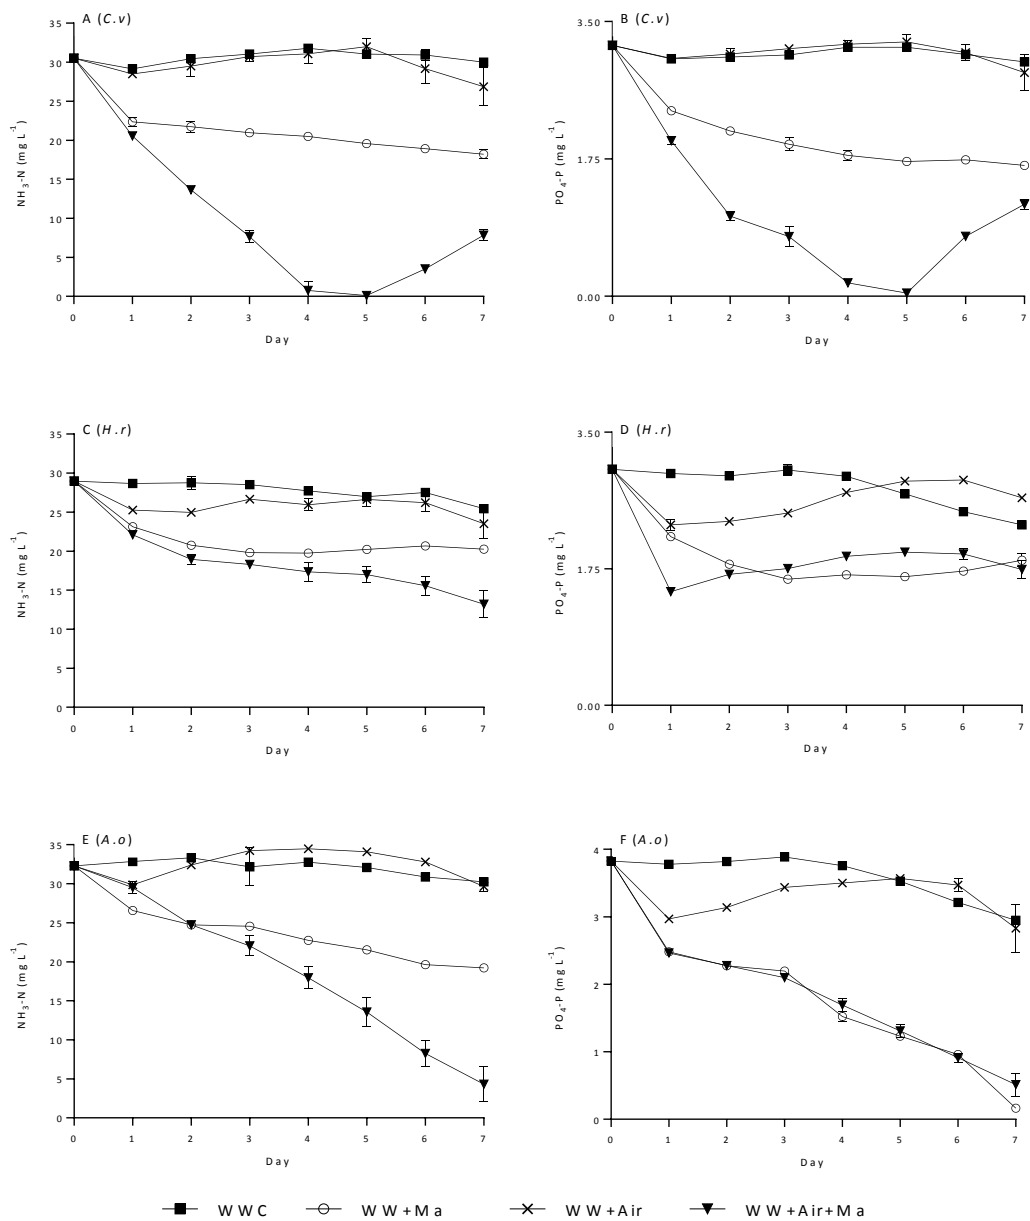 A (C.v)
35
30
25
20
15
10
5
0
NH3-N (mg L-1)
0 1 2 3 4 5 6 7
Day
B (C.v)
3.50
1.75
0.00
PO4-P (mg L-1)
0 1 2 3 4 5 6 7
Day
C (H.r)
35
30
25
20
15
10
5
0
NH3-N (mg L-1)
0 1 2 3 4 5 6 7
Day
D (H.r)
3.50
1.75
0.00
PO4-P (mg L-1)
0 1 2 3 4 5 6 7
Day
E (A.o)
35
30
25
20
15
10
5
0
NH3-N (mg L-1)
0 1 2 3 4 5 6 7
Day
F (A.o)
4
3
2
1
0
PO4-P (mg L-1)
0 1 2 3 4 5 6 7
Day
WWC WW+Ma WW+Air WW+Air+Ma